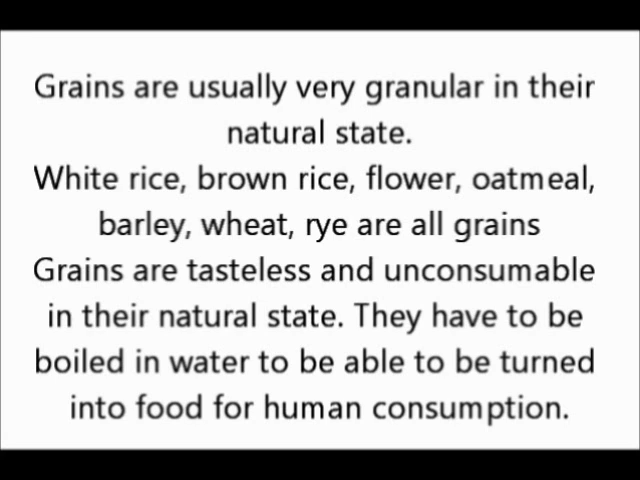 Grains are usually very granular in their
natural state.
White rice, brown rice, flower, oatmeal,
barley, wheat, rye are all grains
Grains are tasteless and unconsumable
in their natural state. They have to be
boiled in water to be able to be turned
into food for human consumption.